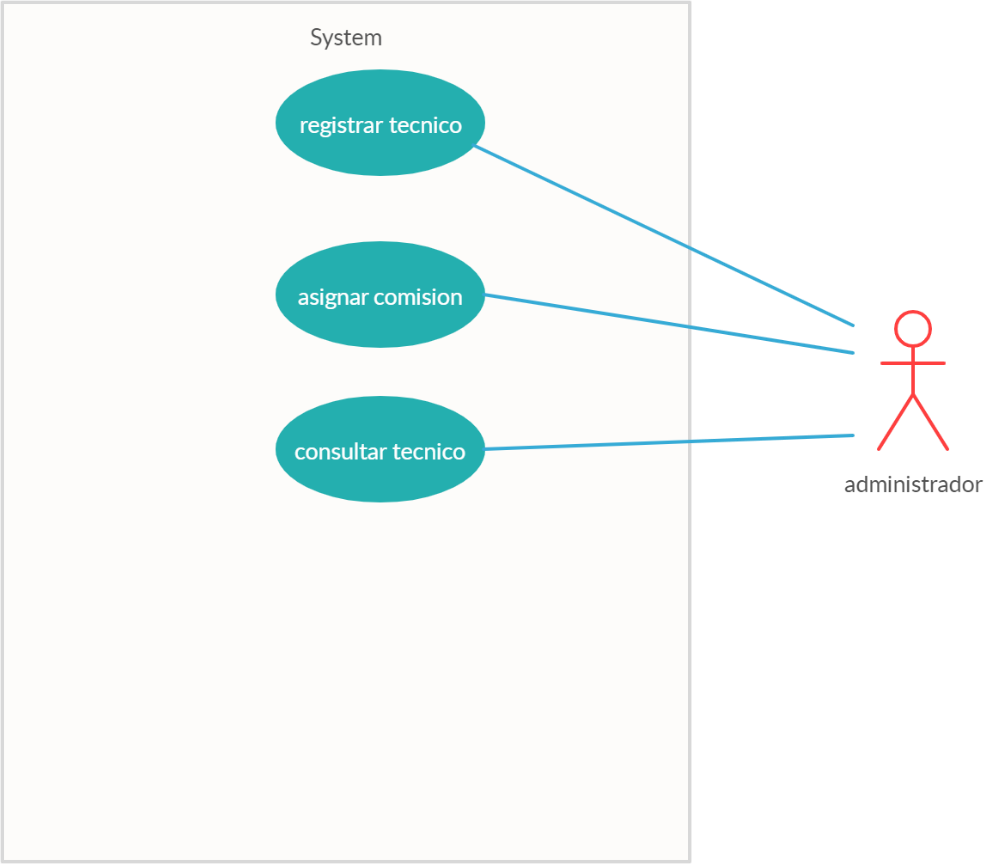 System
registrar tecnico
asignar comision
consultar tecnico
administrador